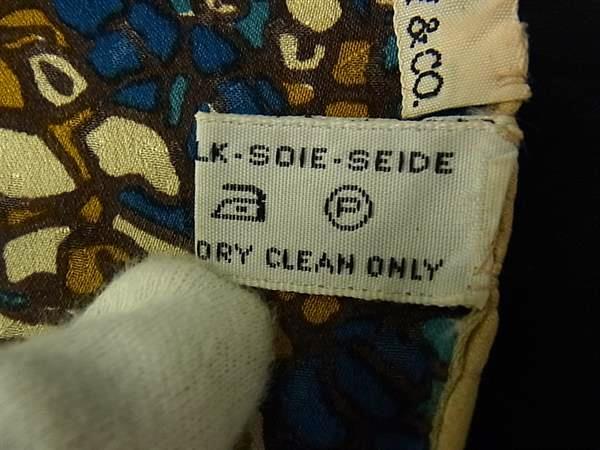 & CO.
LK-SOIE-SEIDE
P
DRY CLEAN ONLY